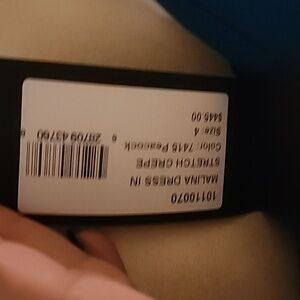 10110070
MALINA DRESS IN
STRETCH CREPE
Color: 7415 Peacock
Size: 4
$445.00